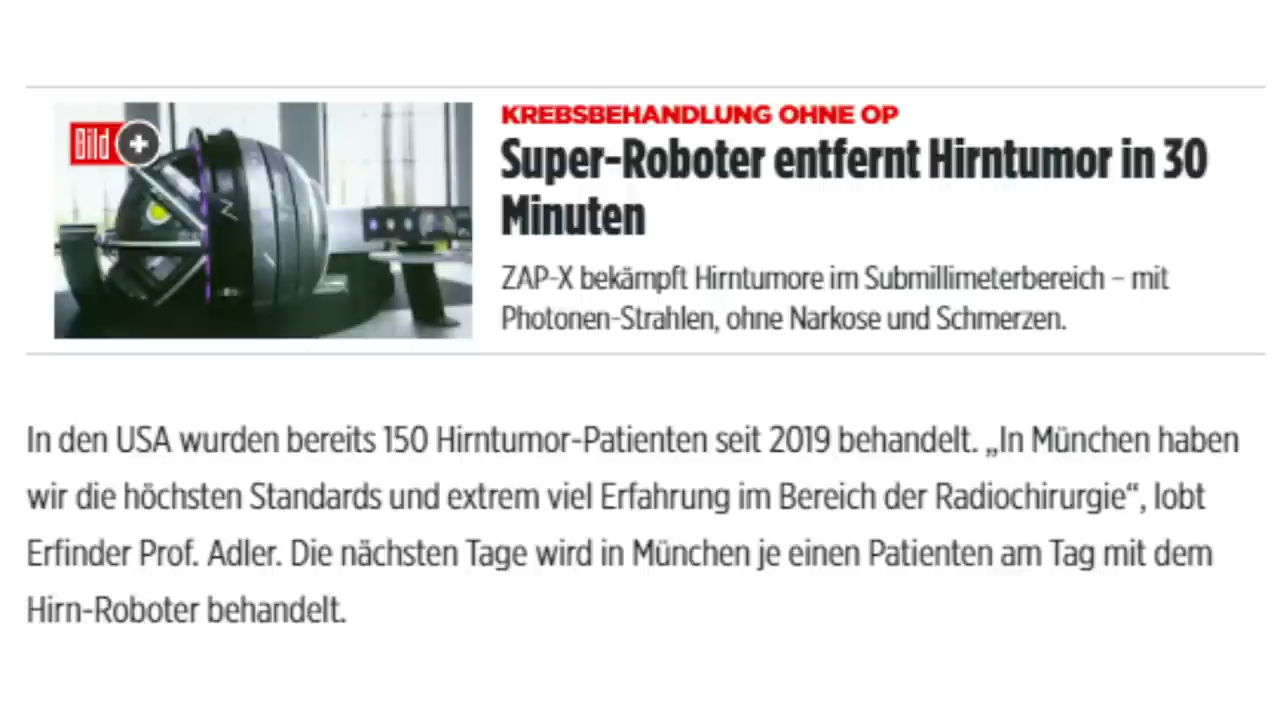 Bild +
KREBSBEHANDLUNG OHNE OP
Super-Roboter entfernt Hirntumor in 30
Minuten
ZAP-X bekämpft Hirntumore im Submillimeterbereich – mit
Photonen-Strahlen, ohne Narkose und Schmerzen.
In den USA wurden bereits 150 Hirntumor-Patienten seit 2019 behandelt. „In München haben
wir die höchsten Standards und extrem viel Erfahrung im Bereich der Radiochirurgie“, lobt
Erfinder Prof. Adler. Die nächsten Tage wird in München je einen Patienten am Tag mit dem
Hirn-Roboter behandelt.